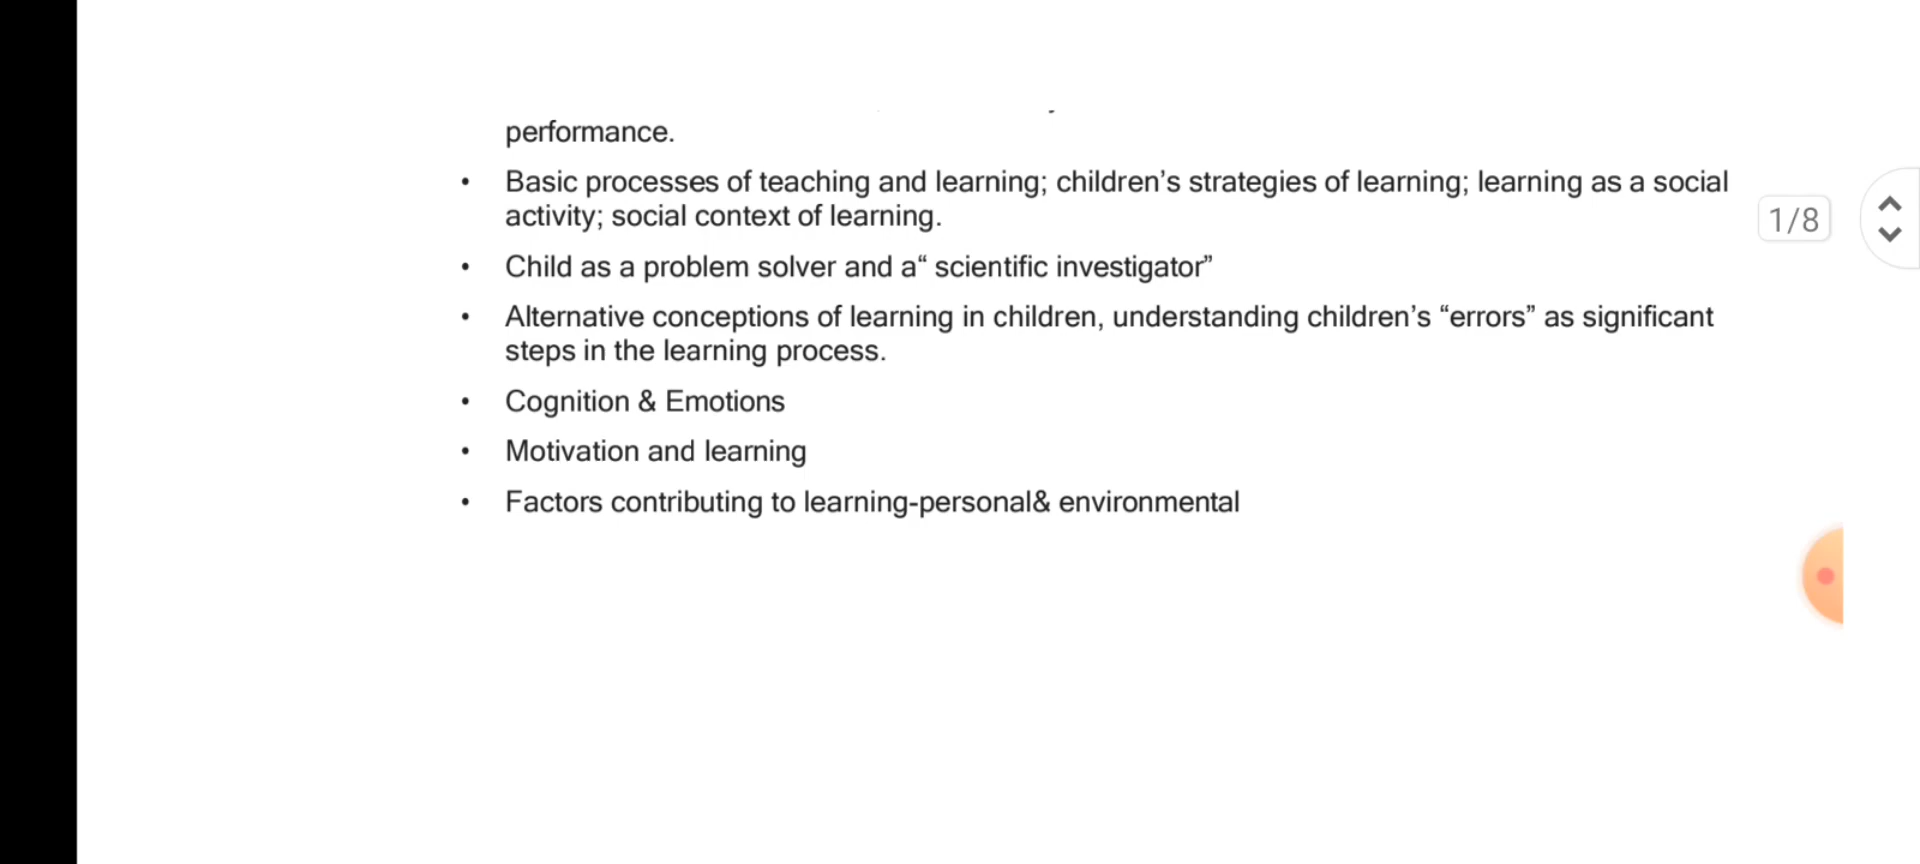 performance.
• Basic processes of teaching and learning; children’s strategies of learning; learning as a social
activity; social context of learning.
1/8
• Child as a problem solver and a“ scientific investigator”
• Alternative conceptions of learning in children, understanding children’s “errors” as significant
steps in the learning process.
• Cognition & Emotions
• Motivation and learning
• Factors contributing to learning-personal& environmental